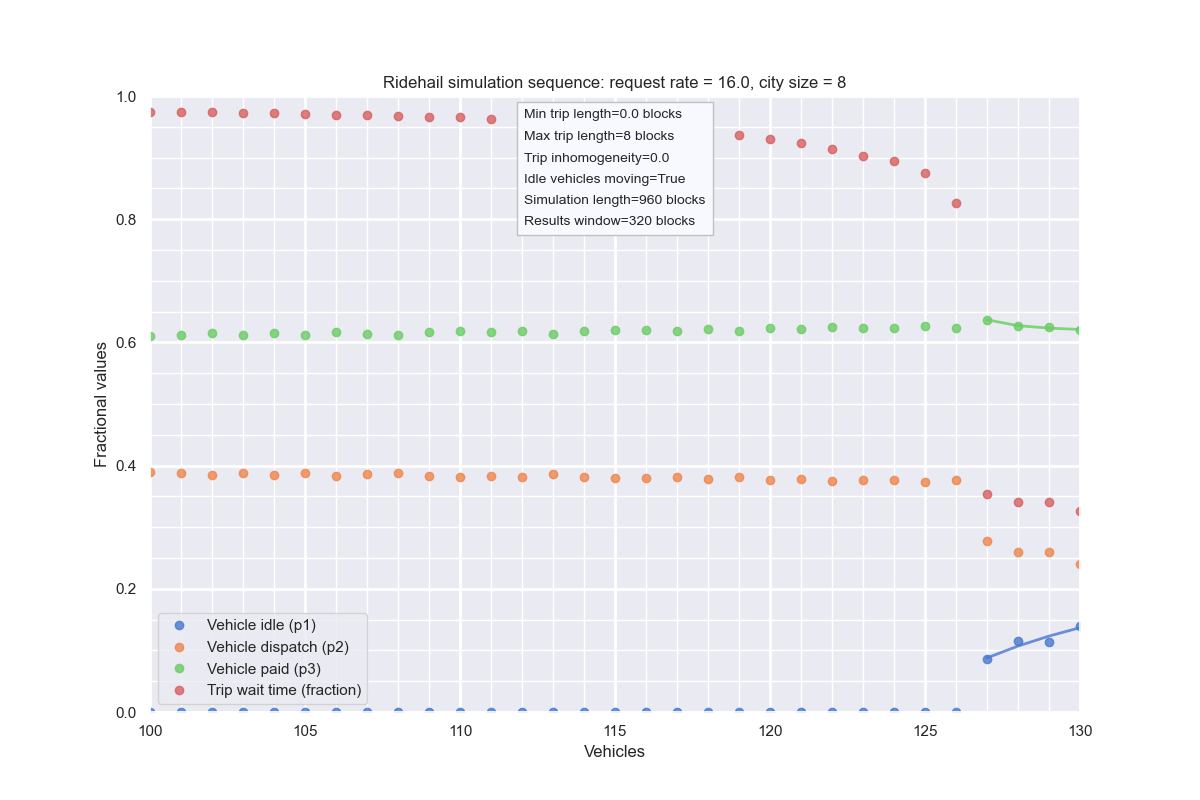 Ridehail simulation sequence: request rate = 16.0, city size = 8
1.0
0.8
0.6
0.4
0.2
0.0
Fractional values
Min trip length=0.0 blocks
Max trip length=8 blocks
Trip inhomogeneity=0.0
Idle vehicles moving=True
Simulation length=960 blocks
Results window=320 blocks
Vehicle idle (p1)
Vehicle dispatch (p2)
Vehicle paid (p3)
Trip wait time (fraction)
100 105 110 115 120 125 130
Vehicles